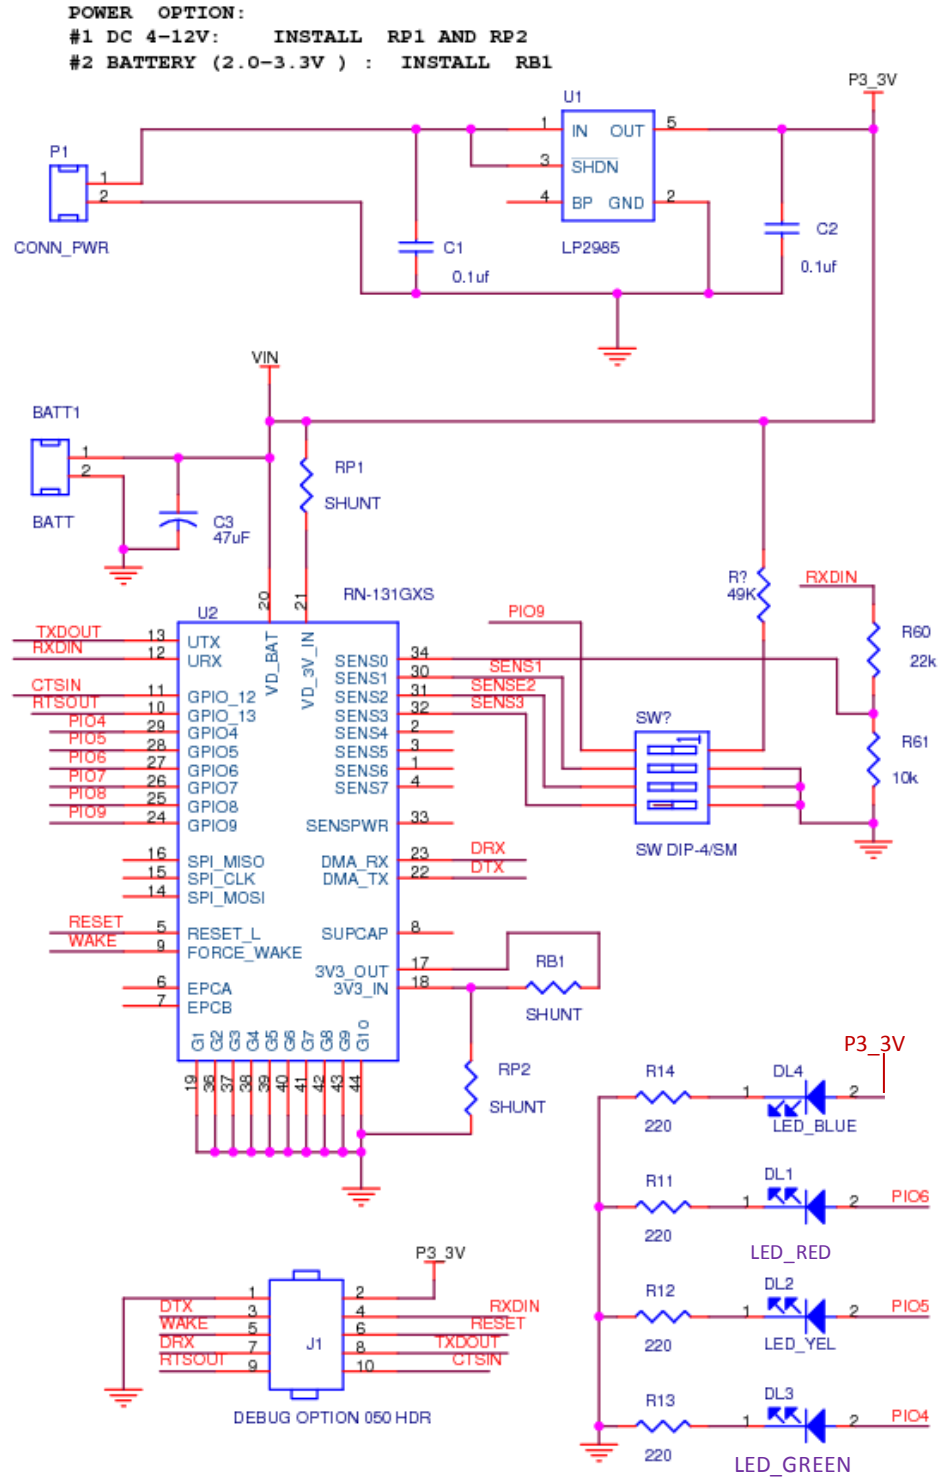 POWER OPTION:
#1 DC 4-12V: INSTALL RP1 AND RP2
#2 BATTERY (2.0-3.3V ) : INSTALL RB1
P3_3V
U1
1 IN OUT 5
P1
3 SHDN
1
2
4 BP GND 2
C2
CONN_PWR
C1
LP2985
0.1uf
0.1uf
VIN
BATT1
1
2
RP1
SHUNT
BATT
C3
47uF
R?
49K
RXDIN
20
21
RN-131GXS
U2
PIO9
VD_BAT
VD_3V_IN
R60
22k
TXDOUT 13 UTX
RXDIN 12 URX
SENS0 34
SENS1 30 SENS1
CTSIN 11 GPIO_12
SENS2 31 SENSE2
RTSOUT 10 GPIO_13
SENS3 32 SENS3
PIO4 29 GPIO4
SENS4 2
PIO5 28 GPIO5
SENS5 3
PIO6 27 GPIO6
SENS6 1
PIO7 26 GPIO7
SENS7 4
PIO8 25 GPIO8
PIO9 24 GPIO9
SENSPWR 33
SW?
1
R61
10k
SW DIP-4/SM
16 SPI_MISO
DMA_RX 23 DRX
15 SPI_CLK
DMA_TX 22 DTX
14 SPI_MOSI
RESET 5 RESET_L
SUPCAP 8
WAKE 9 FORCE_WAKE
3V3_OUT 17
6 EPCA
3V3_IN 18
7 EPCB
RB1
SHUNT
G1 G2 G3 G4 G5 G6 G7 G8 G9 G10
19 36 37 38 39 40 41 42 43 44
RP2
SHUNT
P3_3V
R14 DL4
1 2
220 LED_BLUE
R11 DL1
1 2 PIO6
220
LED_RED
R12 DL2
1 2 PIO5
220 LED_YEL
R13 DL3
1 2 PIO4
220
LED_GREEN
P3_3V
1 2
DTX 3 4 RXDIN
WAKE 5 6 RESET
DRX 7 J1 8 TXDOUT
RTSOUT 9 10 CTSIN
DEBUG OPTION 050 HDR